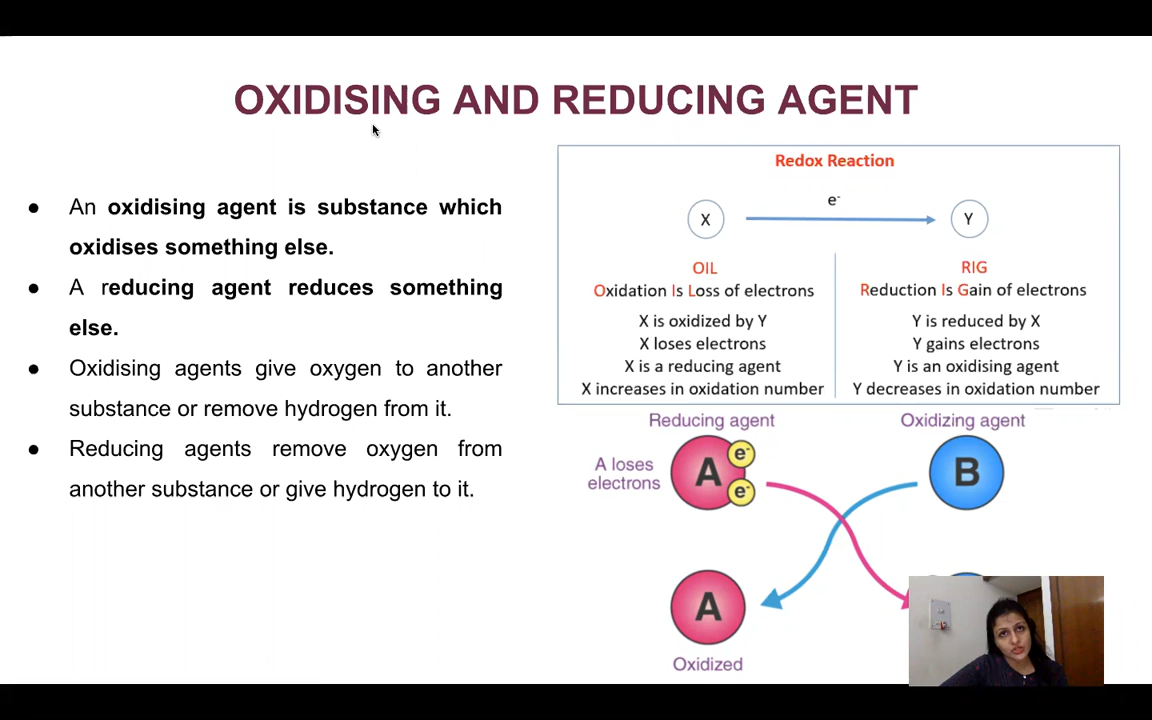 OXIDISING AND REDUCING AGENT
● An oxidising agent is substance which
oxidises something else.
● A reducing agent reduces something
else.
● Oxidising agents give oxygen to another
substance or remove hydrogen from it.
● Reducing agents remove oxygen from
another substance or give hydrogen to it.
Redox Reaction
X e⁻ Y
OIL
Oxidation Is Loss of electrons
X is oxidized by Y
X loses electrons
X is a reducing agent
X increases in oxidation number
RIG
Reduction Is Gain of electrons
Y is reduced by X
Y gains electrons
Y is an oxidising agent
Y decreases in oxidation number
Reducing agent
A loses
electrons
A
e⁻
e⁻
Oxidizing agent
B
A
Oxidized